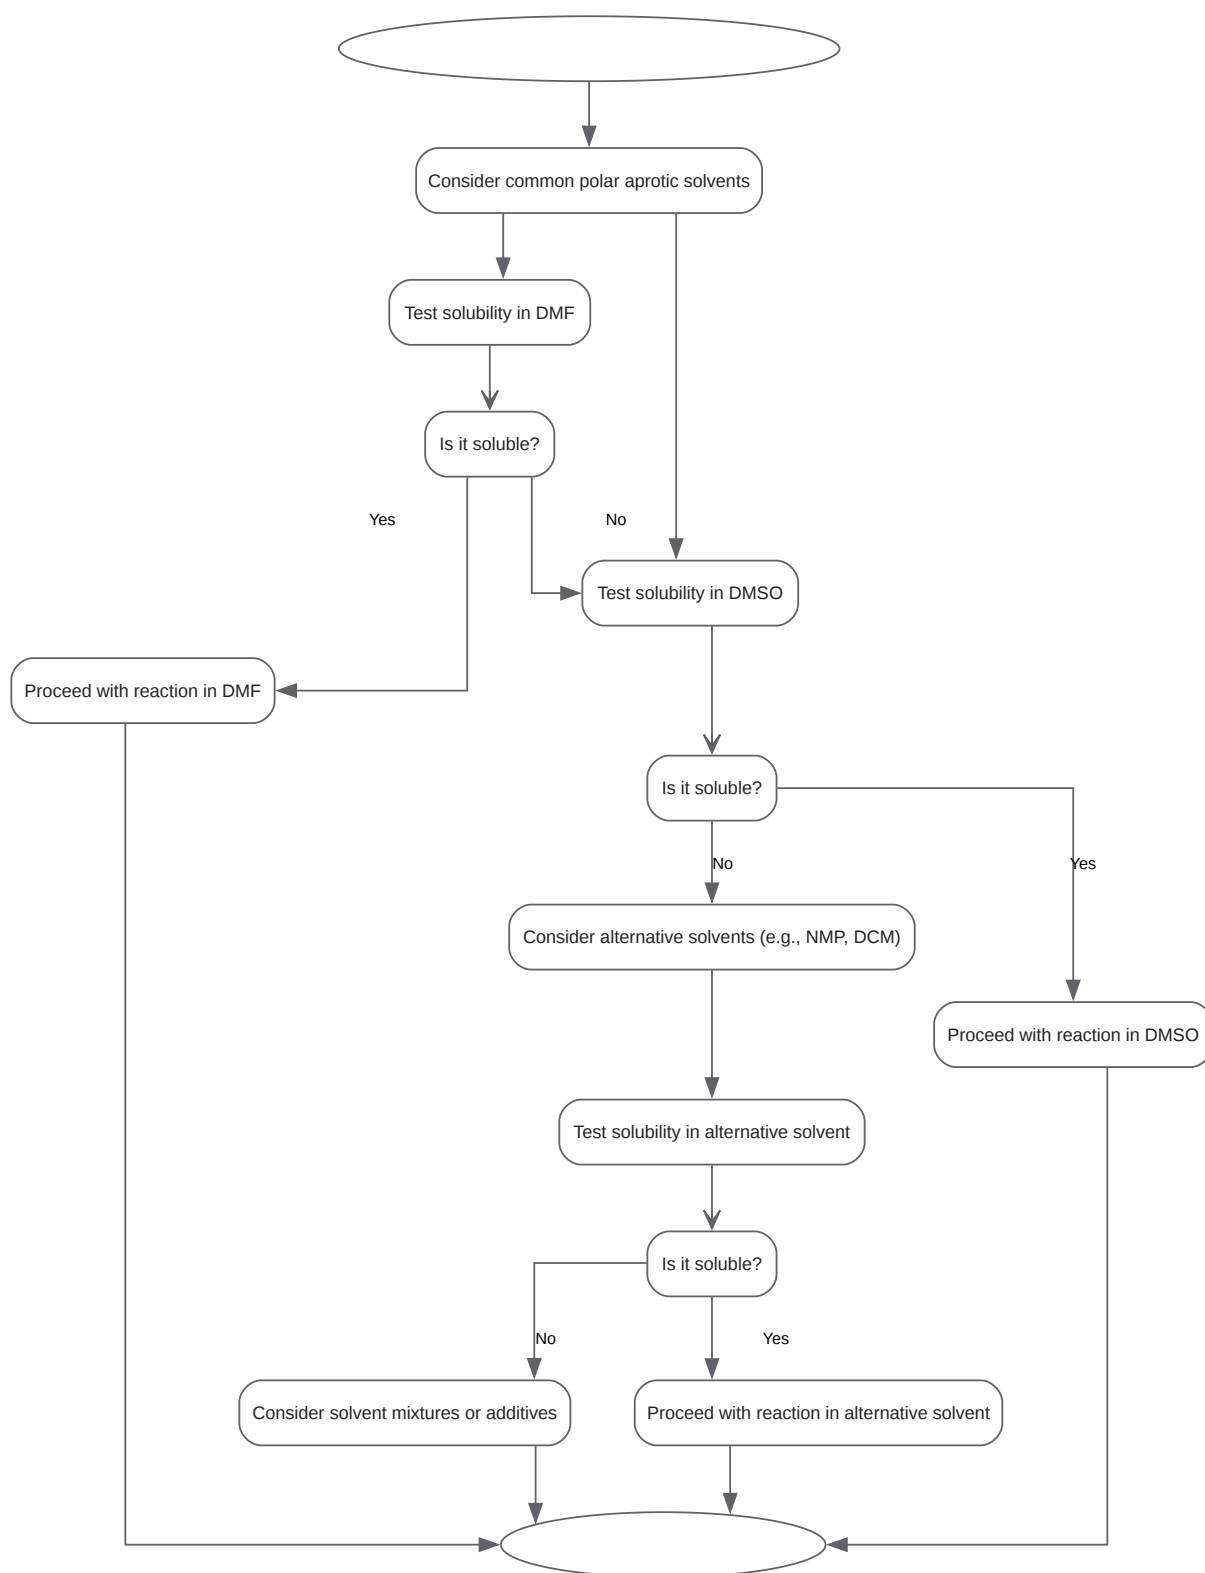 Consider common polar aprotic solvents
Test solubility in DMF
Is it soluble?
Yes
No
Test solubility in DMSO
Proceed with reaction in DMF
Is it soluble?
No
Yes
Consider alternative solvents (e.g., NMP, DCM)
Proceed with reaction in DMSO
Test solubility in alternative solvent
Is it soluble?
No
Yes
Consider solvent mixtures or additives
Proceed with reaction in alternative solvent